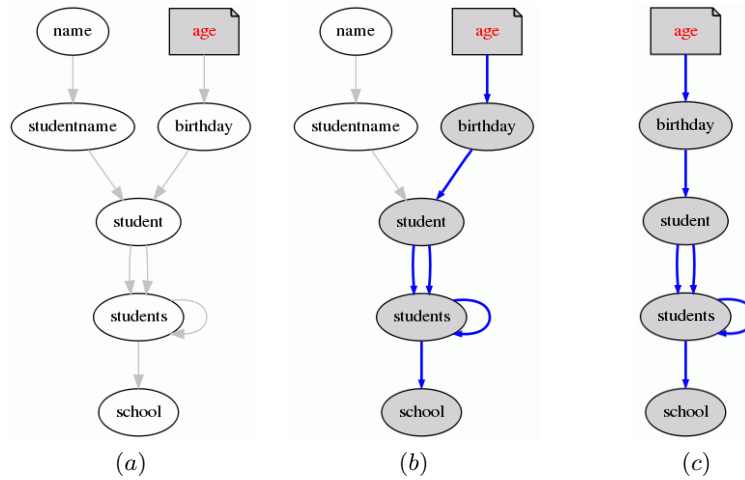 name age
studentname birthday
student
students
school
(a)
name age
studentname birthday
student
students
school
(b)
age
birthday
student
students
school
(c)